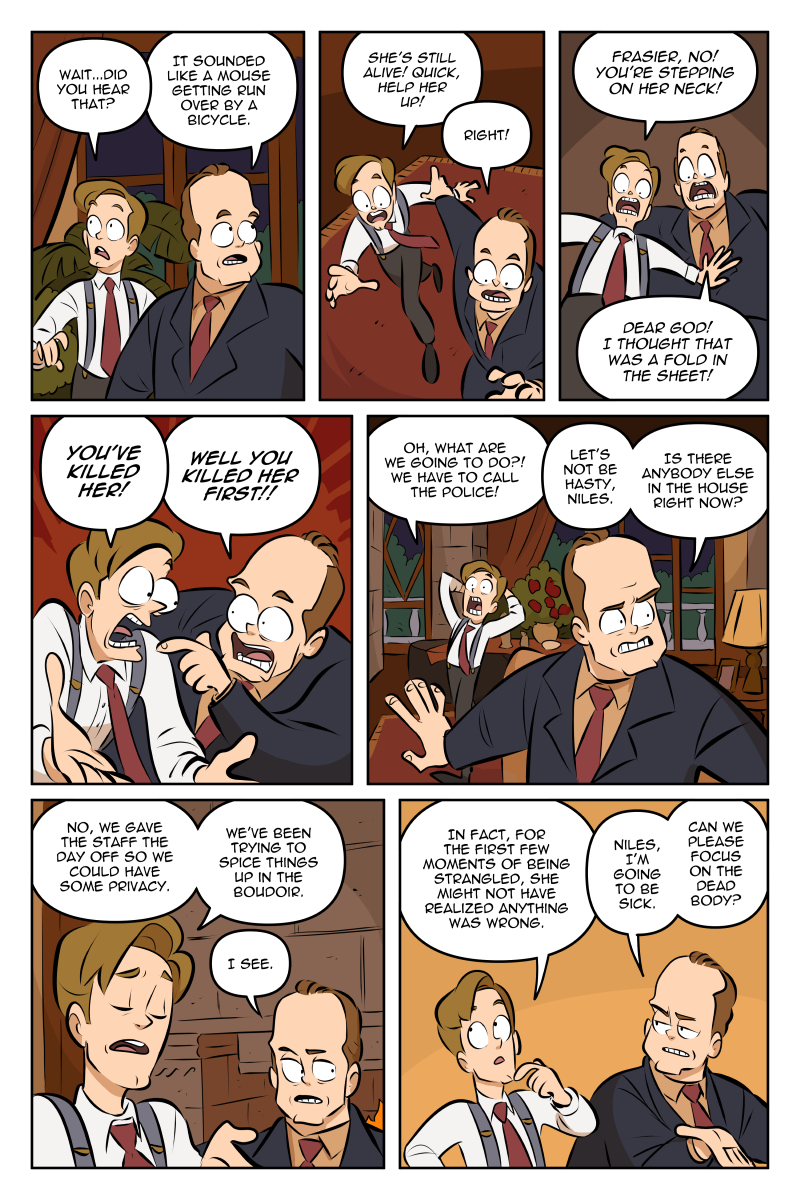 WAIT...DID
YOU HEAR
THAT?
IT SOUNDED
LIKE A MOUSE
GETTING RUN
OVER BY A
BICYCLE.
SHE'S STILL
ALIVE! QUICK,
HELP HER
UP!
RIGHT!
FRASIER, NO!
YOU'RE STEPPING
ON HER NECK!
DEAR GOD!
I THOUGHT THAT
WAS A FOLD IN
THE SHEET!
YOU'VE
KILLED
HER!
WELL YOU
KILLED HER
FIRST!!
OH, WHAT ARE
WE GOING TO DO?!
WE HAVE TO CALL
THE POLICE!
LET'S
NOT BE
HASTY,
NILES.
IS THERE
ANYBODY ELSE
IN THE HOUSE
RIGHT NOW?
NO, WE GAVE
THE STAFF THE
DAY OFF SO WE
COULD HAVE
SOME PRIVACY.
WE'VE BEEN
TRYING TO
SPICE THINGS
UP IN THE
BOUDOIR.
I SEE.
IN FACT, FOR
THE FIRST FEW
MOMENTS OF BEING
STRANGLED, SHE
MIGHT NOT HAVE
REALIZED ANYTHING
WAS WRONG.
NILES,
I'M
GOING
TO BE
SICK.
CAN WE
PLEASE
FOCUS
ON THE
DEAD
BODY?